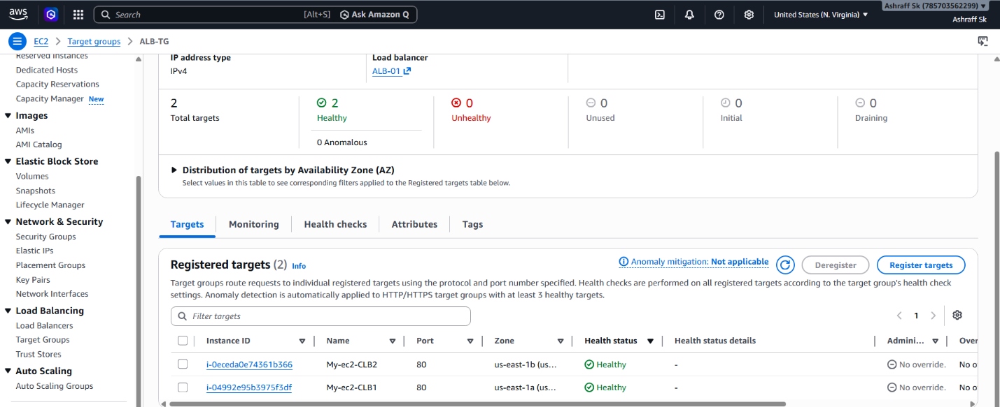 aws
Search [Alt+S] Ask Amazon Q
United States (N. Virginia) ▼
Ashraff Sk (785703562299) ▼
Ashraff Sk
EC2 > Target groups > ALB-TG
Reserved Instances
Dedicated Hosts
Capacity Reservations
Capacity Manager New
Images
AMIs
AMI Catalog
Elastic Block Store
Volumes
Snapshots
Lifecycle Manager
Network & Security
Security Groups
Elastic IPs
Placement Groups
Key Pairs
Network Interfaces
Load Balancing
Load Balancers
Target Groups
Trust Stores
Auto Scaling
Auto Scaling Groups
IP address type
IPv4
Load balancer
ALB-01
2
Total targets
2
Healthy
0 Anomalous
0
Unhealthy
0
Unused
0
Initial
0
Draining
Distribution of targets by Availability Zone (AZ)
Select values in this table to see corresponding filters applied to the Registered targets table below.
Targets Monitoring Health checks Attributes Tags
Registered targets (2) Info
Anomaly mitigation: Not applicable
Deregister
Register targets
Target groups route requests to individual registered targets using the protocol and port number specified. Health checks are performed on all registered targets according to the target group's health check
settings. Anomaly detection is automatically applied to HTTP/HTTPS target groups with at least 3 healthy targets.
Filter targets
1
Instance ID Name Port Zone Health status Health status details Admini... Over
i-0eceda0e74361b366 My-ec2-CLB2 80 us-east-1b (us... Healthy - No override. No o
i-04992e95b3975f3df My-ec2-CLB1 80 us-east-1a (us... Healthy - No override. No o